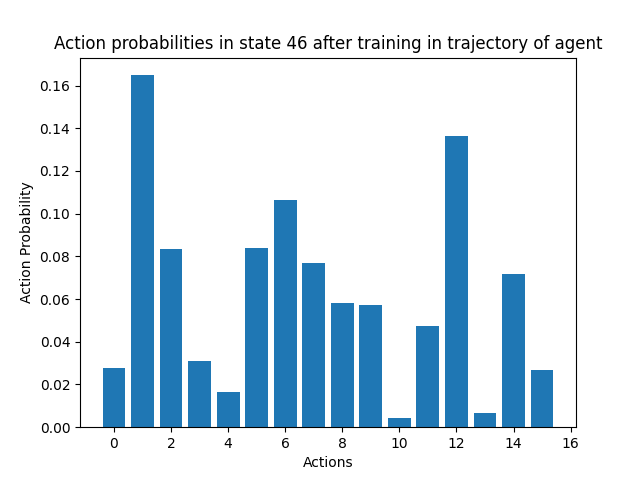 Action probabilities in state 46 after training in trajectory of agent
0.16
0.14
0.12
0.10
0.08
0.06
0.04
0.02
0.00
Action Probability
0 2 4 6 8 10 12 14 16
Actions